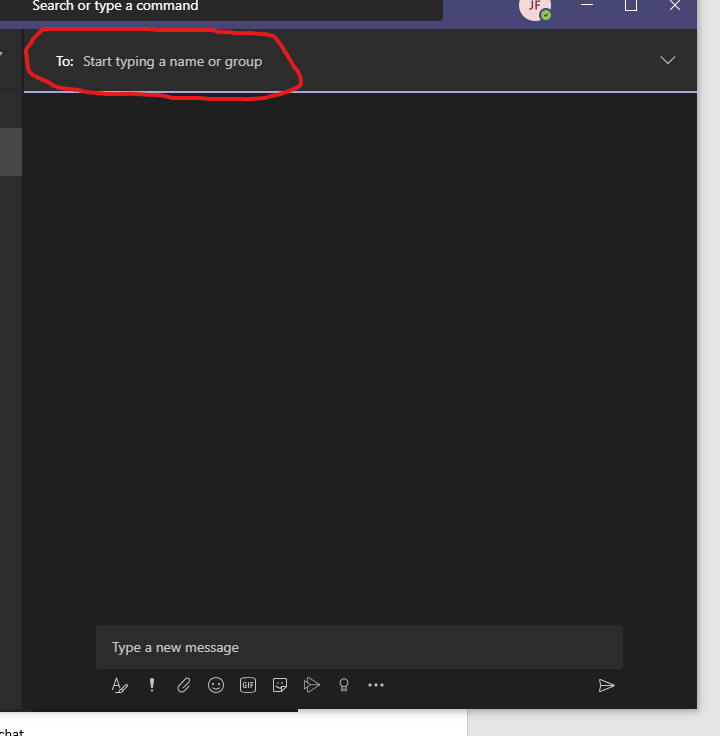 Search or type a command
JF
To: Start typing a name or group
Type a new message
GIF
chat